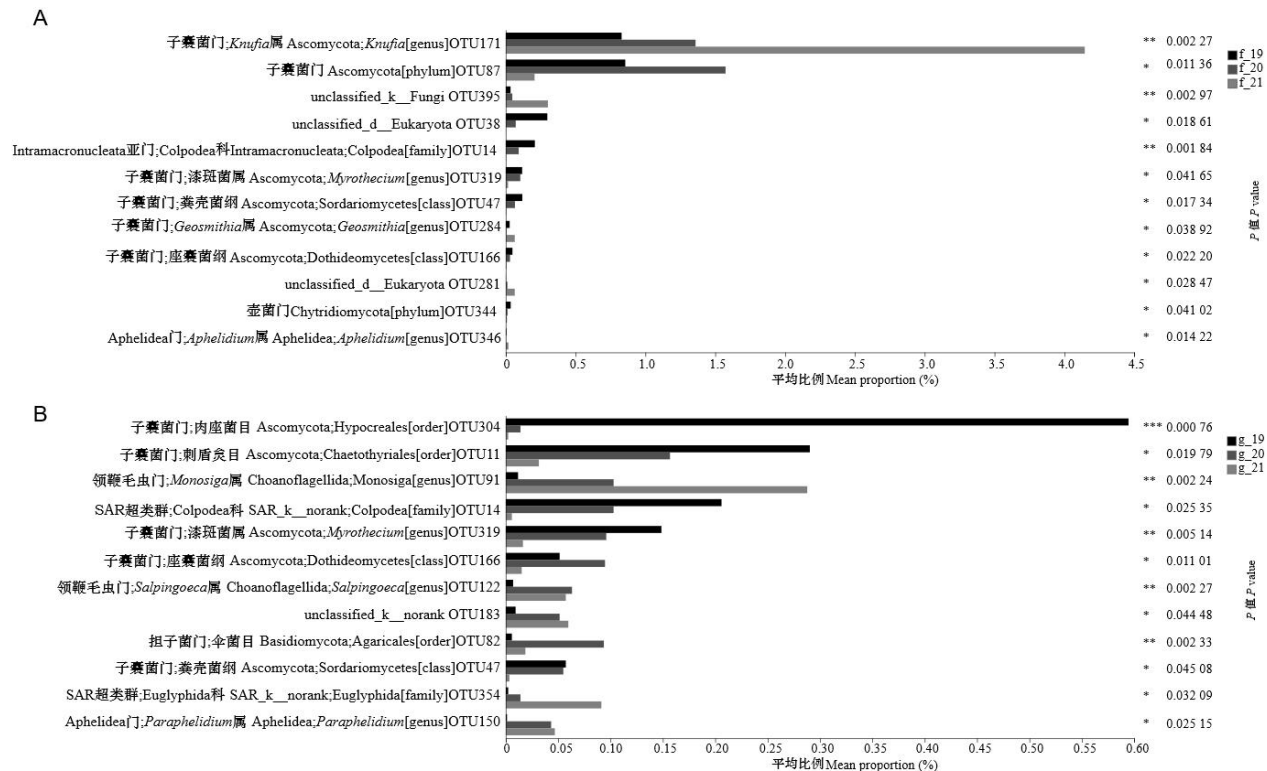 A
子囊菌门;Knufia属 Ascomycota;Knufia[genus]OTU171 ** 0.002 27
子囊菌门 Ascomycota[phylum]OTU87 * 0.011 36
unclassified_k__Fungi OTU395 ** 0.002 97
unclassified_d__Eukaryota OTU38 * 0.018 61
Intramacronucleata亚门;Colpodea科Intramacronucleata;Colpodea[family]OTU14 ** 0.001 84
子囊菌门;漆斑菌属 Ascomycota;Myrothecium[genus]OTU319 * 0.041 65
子囊菌门;粪壳菌纲 Ascomycota;Sordariomycetes[class]OTU47 * 0.017 34
子囊菌门;Geosmithia属 Ascomycota;Geosmithia[genus]OTU284 * 0.038 92
子囊菌门;座囊菌纲 Ascomycota;Dothideomycetes[class]OTU166 * 0.022 20
unclassified_d__Eukaryota OTU281 * 0.028 47
壶菌门Chytridiomycota[phylum]OTU344 * 0.041 02
Aphelidea门;Aphelidium属 Aphelidea;Aphelidium[genus]OTU346 * 0.014 22
f_19
f_20
f_21
P 值 P value
0 0.5 1.0 1.5 2.0 2.5 3.0 3.5 4.0 4.5
平均比例 Mean proportion (%)
B
子囊菌门;肉座菌目 Ascomycota;Hypocreales[order]OTU304 *** 0.000 76
子囊菌门;刺盾炱目 Ascomycota;Chaetothyriales[order]OTU11 * 0.019 79
领鞭毛虫门;Monosiga属 Choanoflagellida;Monosiga[genus]OTU91 ** 0.002 24
SAR超类群;Colpodea科 SAR_k__norank;Colpodea[family]OTU14 * 0.025 35
子囊菌门;漆斑菌属 Ascomycota;Myrothecium[genus]OTU319 ** 0.005 14
子囊菌门;座囊菌纲 Ascomycota;Dothideomycetes[class]OTU166 * 0.011 01
领鞭毛虫门;Salpingoeca属 Choanoflagellida;Salpingoeca[genus]OTU122 ** 0.002 27
unclassified_k__norank OTU183 * 0.044 48
担子菌门;伞菌目 Basidiomycota;Agaricales[order]OTU82 ** 0.002 33
子囊菌门;粪壳菌纲 Ascomycota;Sordariomycetes[class]OTU47 * 0.045 08
SAR超类群;Euglyphida科 SAR_k__norank;Euglyphida[family]OTU354 * 0.032 09
Aphelidea门;Paraphelidium属 Aphelidea;Paraphelidium[genus]OTU150 * 0.025 15
g_19
g_20
g_21
P 值 P value
0 0.05 0.10 0.15 0.20 0.25 0.30 0.35 0.40 0.45 0.50 0.55 0.60
平均比例 Mean proportion (%)